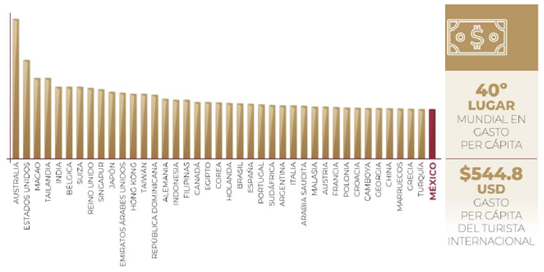 AUSTRALIA
ESTADOS UNIDOS
MACAO
TAILANDIA
INDIA
BELGICA
SUIZA
REINO UNIDO
SINGAPUR
JAPÓN
EMIRATOS ÁRABES UNIDOS
HONG KONG
TAIWÁN
REPÚBLICA DOMINICANA
ALEMANIA
INDONESIA
FILIPINAS
CANADÁ
EGIPTO
COREA
HOLANDA
BRASIL
ESPAÑA
PORTUGAL
SUDÁFRICA
ARGENTINA
ITALIA
ARABIA SAUDITA
MALASIA
AUSTRIA
FRANCIA
POLONIA
CROACIA
CAMBOYA
GEORGIA
CHINA
MARRUECOS
GRECIA
TURQUÍA
MÉXICO
$
40º
LUGAR
MUNDIAL EN
GASTO
PER CÁPITA
$544.8
USD
GASTO
PER CÁPITA
DEL TURISTA
INTERNACIONAL